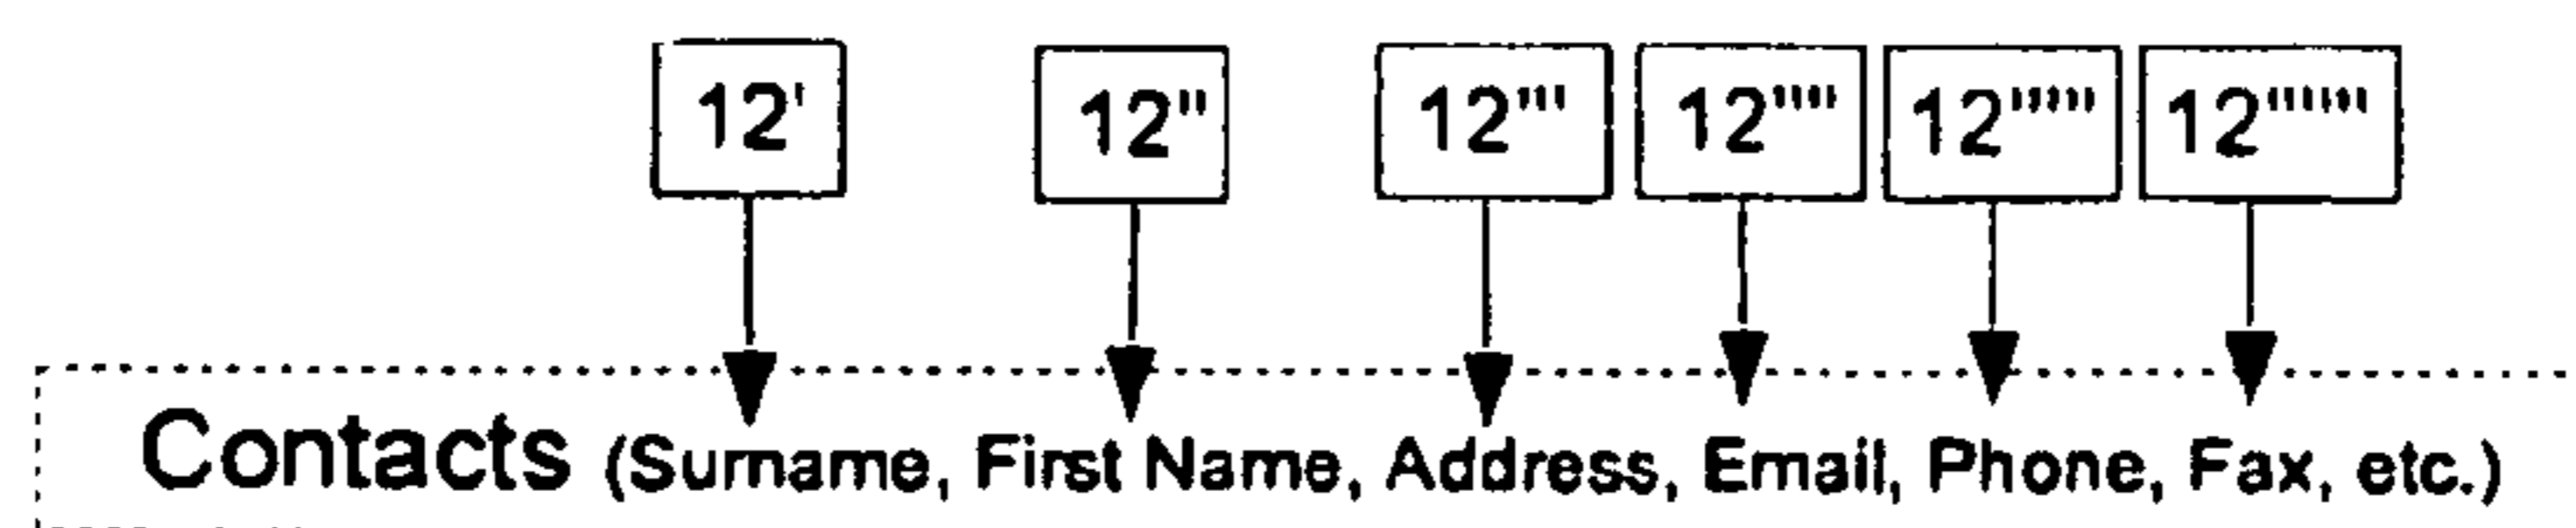 12' 12'' 12''' 12'''' 12''''' 12''''''
Contacts (Surname, First Name, Address, Email, Phone, Fax, etc.)